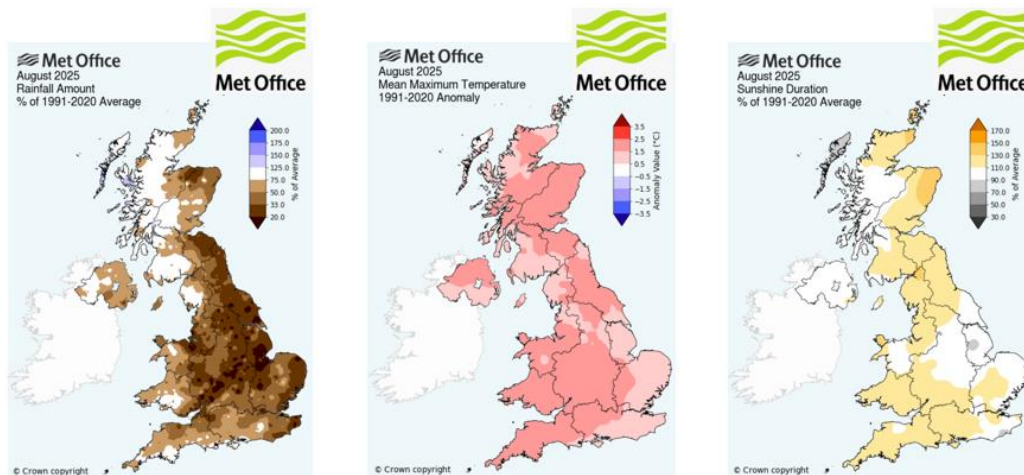 Met Office
Met Office
August 2025
Rainfall Amount
% of 1991-2020 Average
200.0
175.0
150.0
125.0
75.0
50.0
33.0
20.0
% of Average
© Crown copyright
Met Office
Met Office
August 2025
Mean Maximum Temperature
1991-2020 Anomaly
3.5
2.5
1.5
0.5
−0.5
−1.5
−2.5
−3.5
Anomaly Value (°C)
© Crown copyright
Met Office
Met Office
August 2025
Sunshine Duration
% of 1991-2020 Average
170.0
150.0
130.0
110.0
90.0
70.0
50.0
30.0
% of Average
© Crown copyright